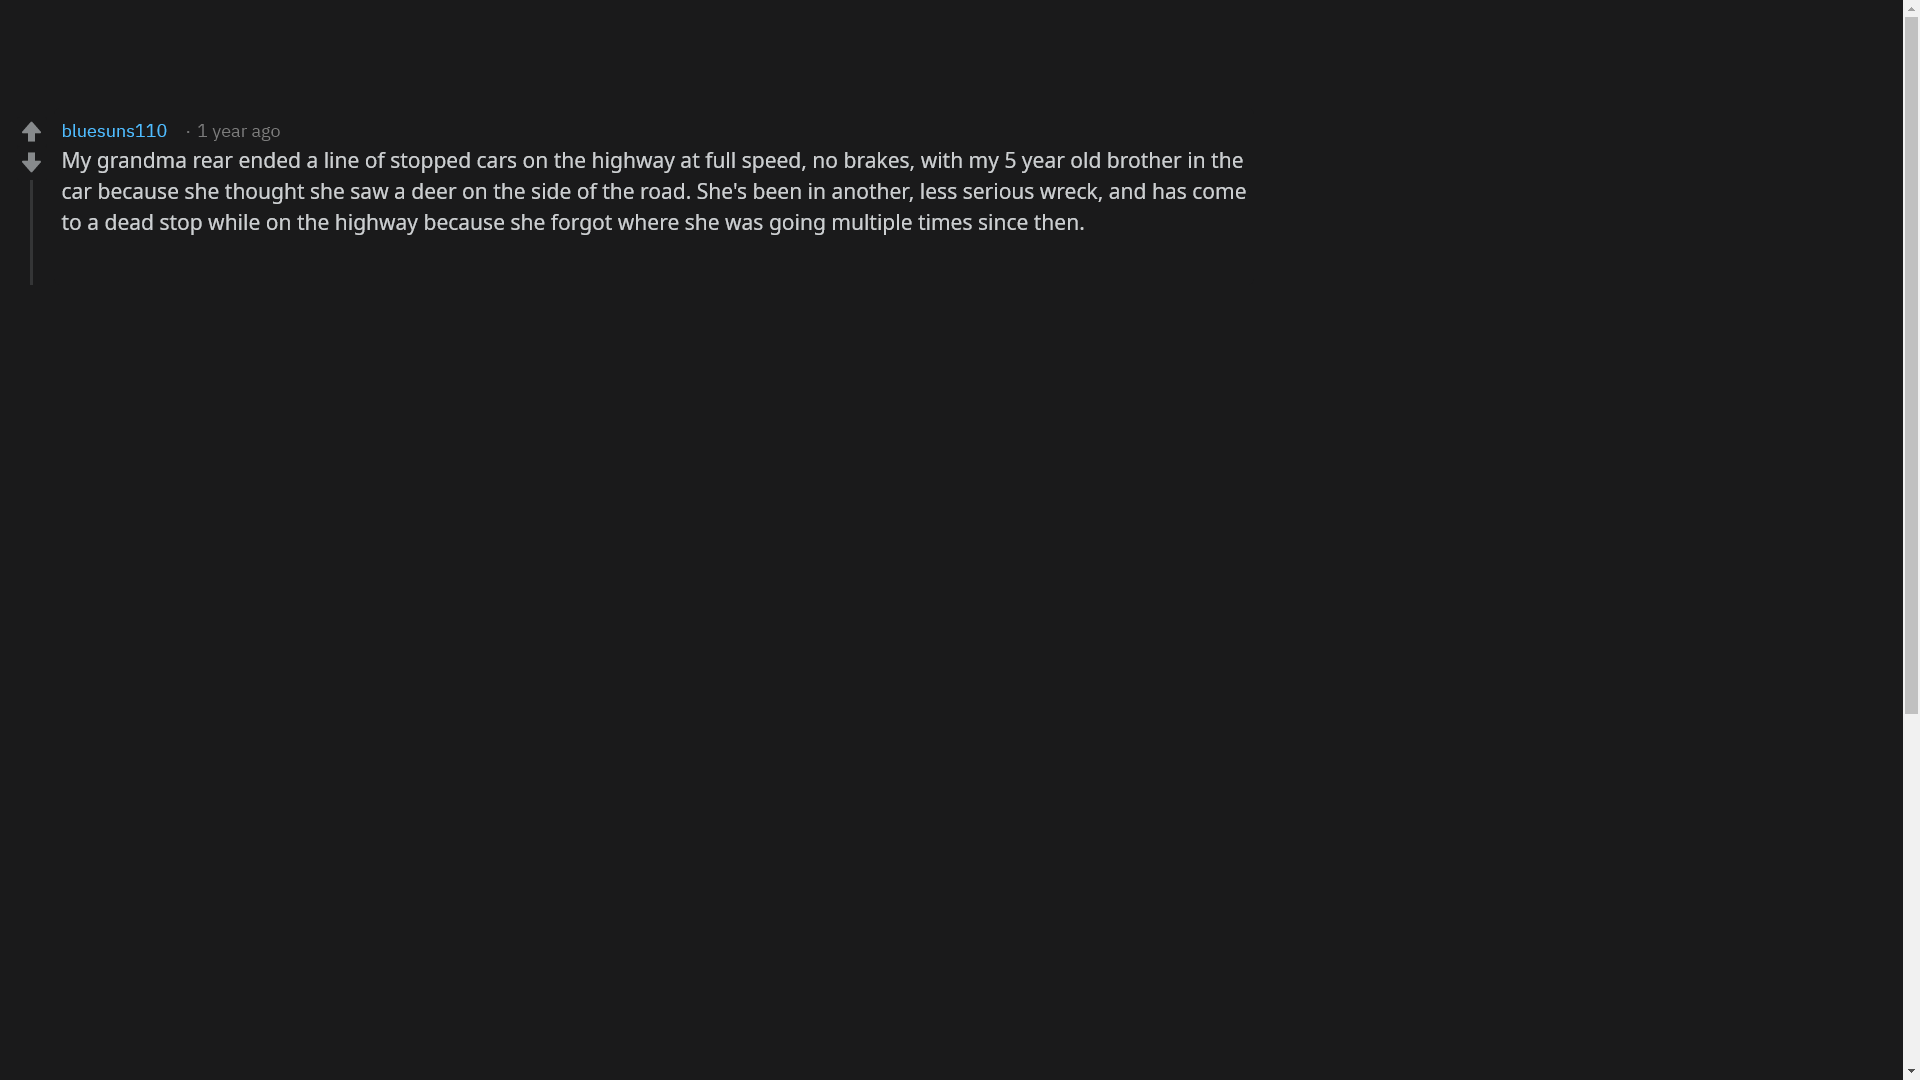 bluesuns110 · 1 year ago
My grandma rear ended a line of stopped cars on the highway at full speed, no brakes, with my 5 year old brother in the
car because she thought she saw a deer on the side of the road. She's been in another, less serious wreck, and has come
to a dead stop while on the highway because she forgot where she was going multiple times since then.